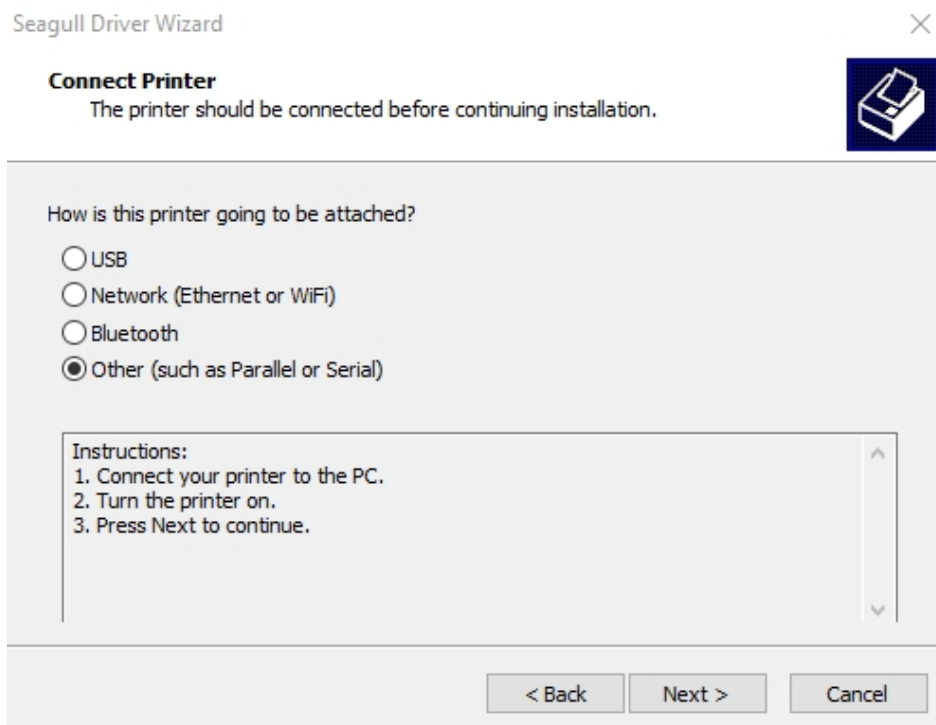 Seagull Driver Wizard
Connect Printer
The printer should be connected before continuing installation.
How is this printer going to be attached?
USB
Network (Ethernet or WiFi)
Bluetooth
Other (such as Parallel or Serial)
Instructions:
1. Connect your printer to the PC.
2. Turn the printer on.
3. Press Next to continue.
< Back Next > Cancel